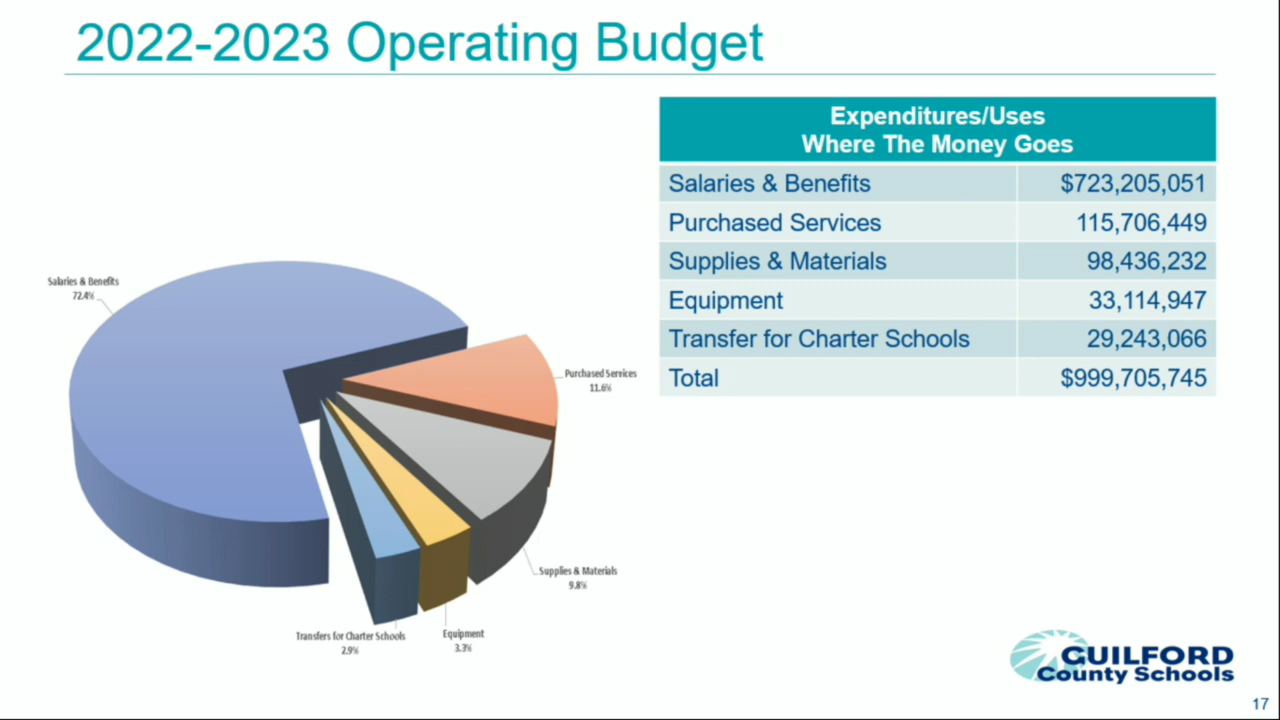 2022-2023 Operating Budget
Expenditures/Uses
Where The Money Goes
Salaries & Benefits $723,205,051
Purchased Services 115,706,449
Supplies & Materials 98,436,232
Equipment 33,114,947
Transfer for Charter Schools 29,243,066
Total $999,705,745
Salaries & Benefits
72.4%
Purchased Services
11.6%
Supplies & Materials
9.8%
Equipment
3.3%
Transfers for Charter Schools
2.9%
GUILFORD
County Schools
17